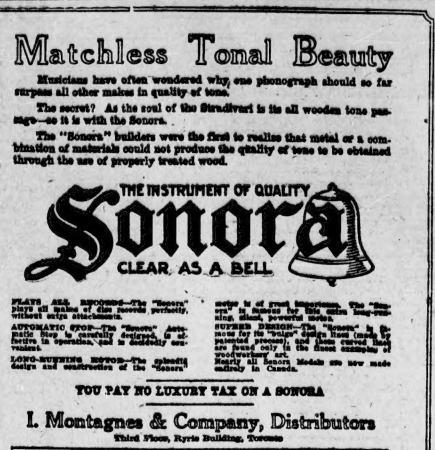 Matchless Tonal Beauty
Musicians have often wondered why, one phonograph should so far
surpass all other makes in quality of tone.
The secret? As the soul of the Stradivari is its all wooden tone pas-
sage—so it is with the Sonora.
The "Sonora" builders were the first to realize that metal or a com-
bination of materials could not produce the quality of tone to be obtained
through the use of properly treated wood.
THE INSTRUMENT OF QUALITY
Sonora
CLEAR AS A BELL
PLAYS ALL RECORDS—The "Sonora"
plays all makes of disc records perfectly,
without extra attachments.
AUTOMATIC STOP—The "Sonora" Auto-
matic Stop is carefully designed, is ef-
fective in operation, and is decidedly con-
venient.
LONG-RUNNING MOTOR—The splendid
design and construction of the "Sonora"
motor is of great importance. The "Son-
ora" is famous for this extra long-run-
ning, silent, powerful motor.
SUPERB DESIGN—The "Sonora" is fa-
mous for its "bulge" design itself (made by
patented process), and these curved lines
are found only in the finest examples of
woodworkers' art.
Nearly all Sonora Models are now made
entirely in Canada.
YOU PAY NO LUXURY TAX ON A SONORA
I. Montagnes & Company, Distributors
Third Floor, Ryrie Building, Toronto